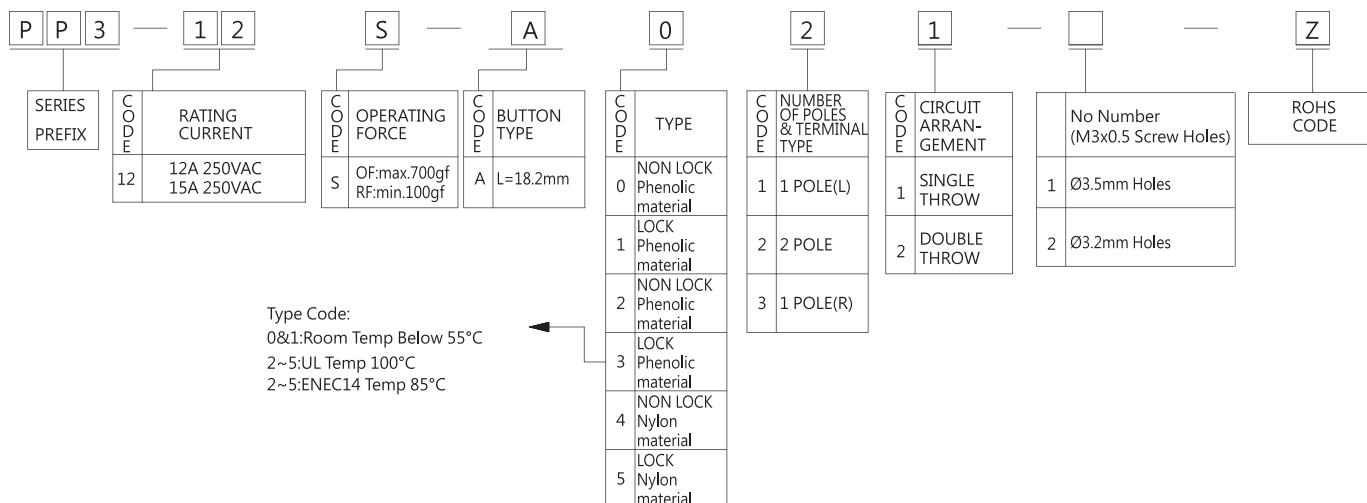 PP3 — 12 S — A 0 2 1 — — Z
SERIES
PREFIX
CODE
RATING
CURRENT
12
12A 250VAC
15A 250VAC
CODE
OPERATING
FORCE
S
OF:max.700gf
RF:min.100gf
CODE
BUTTON
TYPE
A
L=18.2mm
CODE
TYPE
0
NON LOCK
Phenolic
material
1
LOCK
Phenolic
material
2
NON LOCK
Phenolic
material
3
LOCK
Phenolic
material
4
NON LOCK
Nylon
material
5
LOCK
Nylon
material
CODE
NUMBER
OF POLES
& TERMINAL
TYPE
1
1 POLE(L)
2
2 POLE
3
1 POLE(R)
CODE
CIRCUIT
ARRAN-
GEMENT
1
SINGLE
THROW
2
DOUBLE
THROW
No Number
(M3x0.5 Screw Holes)
1
Ø3.5mm Holes
2
Ø3.2mm Holes
ROHS
CODE
Type Code:
0&1:Room Temp Below 55°C
2~5:UL Temp 100°C
2~5:ENEC14 Temp 85°C